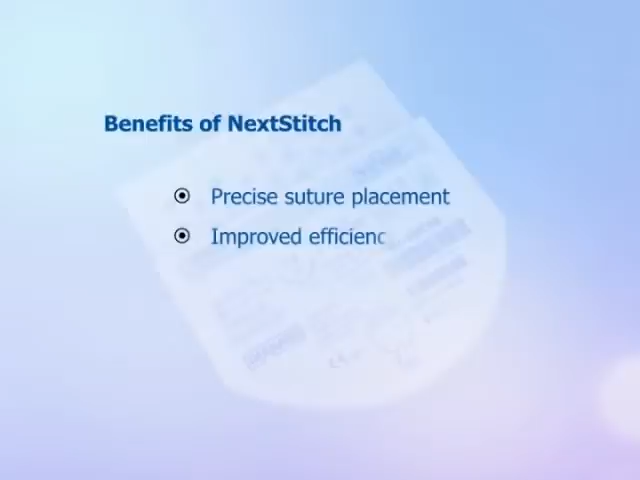 Benefits of NextStitch
Precise suture placement
Improved efficienc